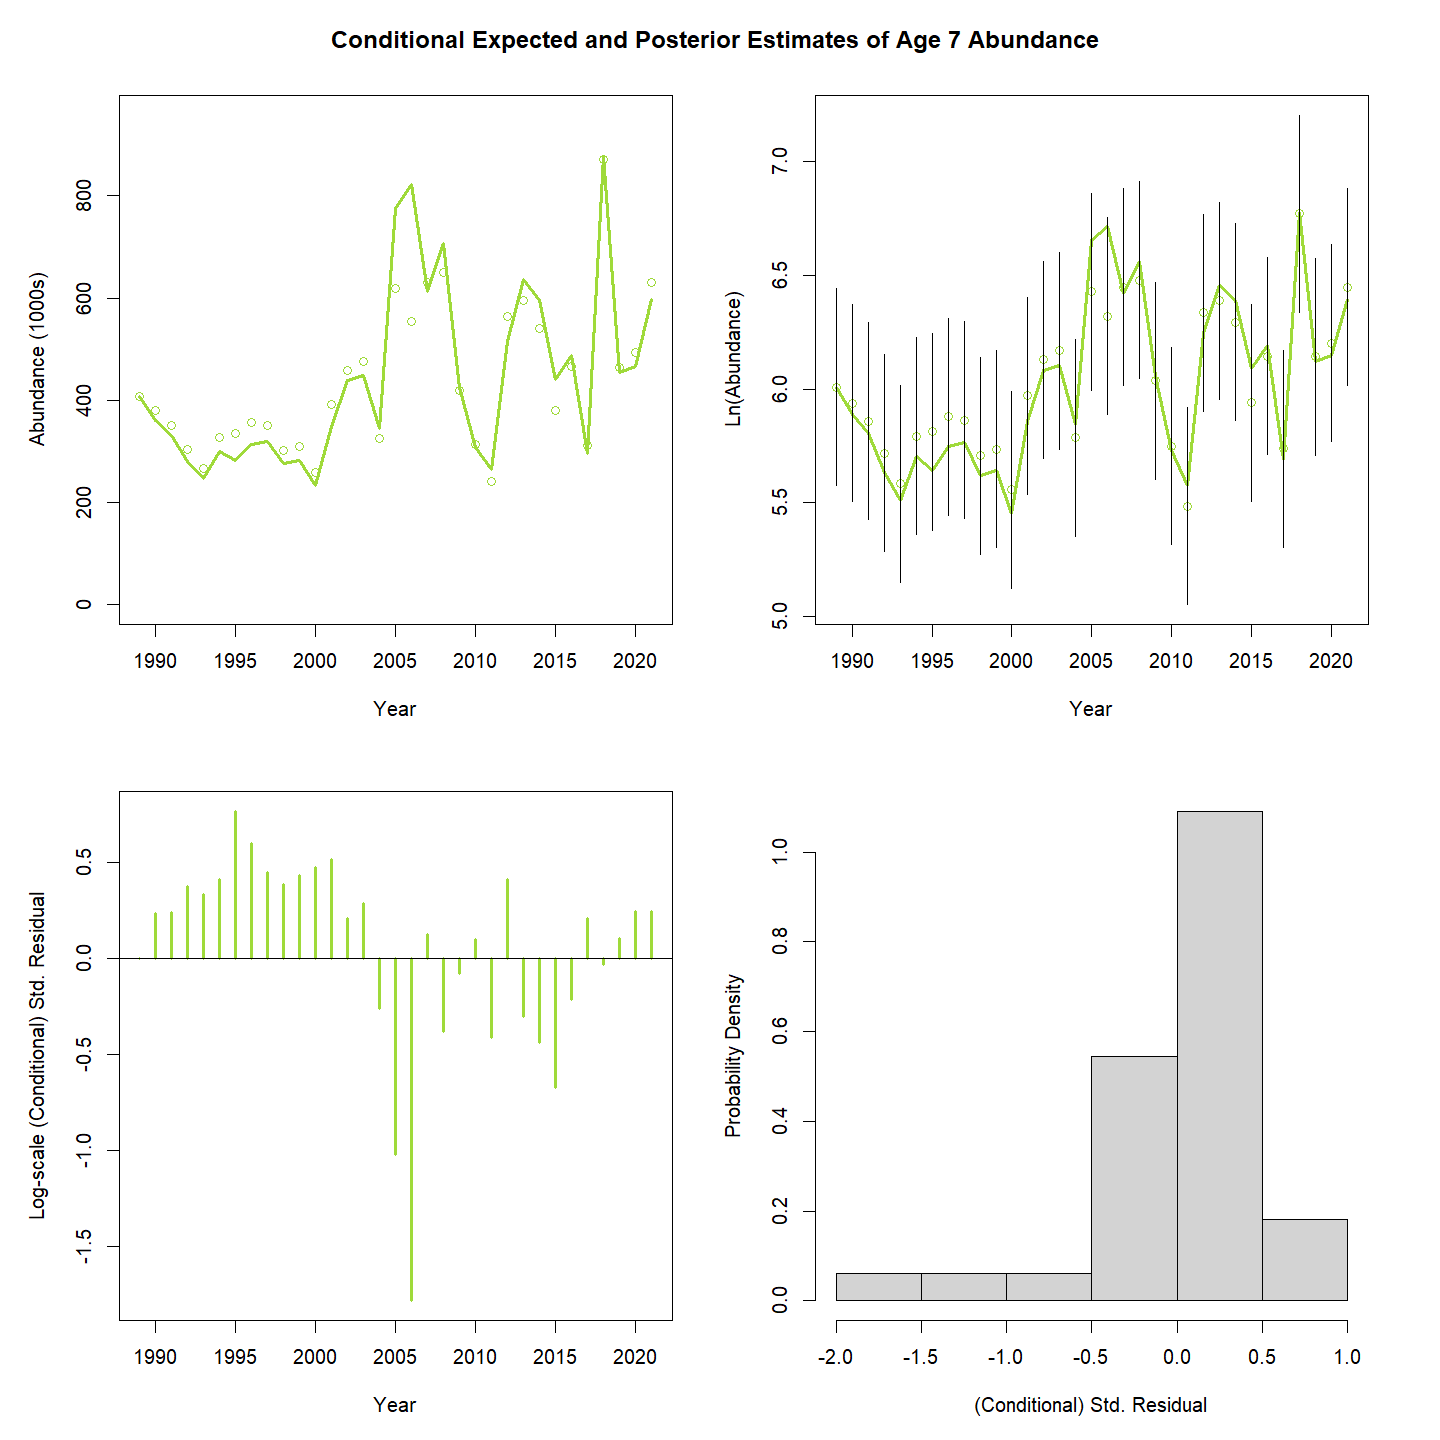 Conditional Expected and Posterior Estimates of Age 7 Abundance
Abundance (1000s)
800
600
400
200
0
1990 1995 2000 2005 2010 2015 2020
Year
Ln(Abundance)
7.0
6.5
6.0
5.5
5.0
1990 1995 2000 2005 2010 2015 2020
Year
Log-scale (Conditional) Std. Residual
0.5
0.0
-0.5
-1.0
-1.5
1990 1995 2000 2005 2010 2015 2020
Year
Probability Density
1.0
0.8
0.6
0.4
0.2
0.0
-2.0 -1.5 -1.0 -0.5 0.0 0.5 1.0
(Conditional) Std. Residual